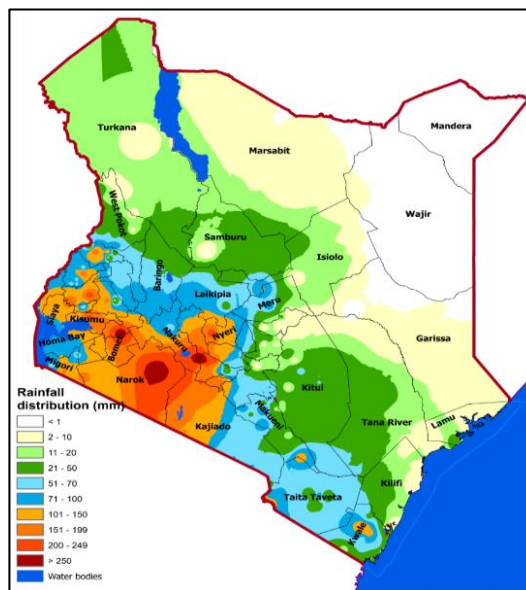 Turkana
Marsabit
Mandera
Wajir
West Pokot
Samburu
Isiolo
Baringo
Laikipia
Meru
Siaya
Kisumu
Nyeri
Garissa
Homa Bay
Bomet
Nakuru
Migori
Narok
Kitui
Makueni
Tana River
Lamu
Kajiado
Kilifi
Taita Taveta
Kwale
Rainfall
distribution (mm)
< 1
2 - 10
11 - 20
21 - 50
51 - 70
71 - 100
101 - 150
151 - 199
200 - 249
> 250
Water bodies